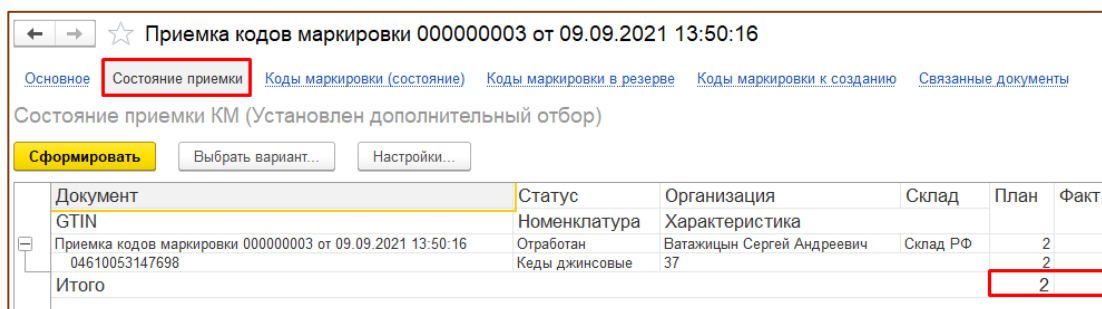 Приемка кодов маркировки 000000003 от 09.09.2021 13:50:16
Основное Состояние приемки Коды маркировки (состояние) Коды маркировки в резерве Коды маркировки к созданию Связанные документы
Состояние приемки КМ (Установлен дополнительный отбор)
Сформировать Выбрать вариант... Настройки...
Документ Статус Организация Склад План Факт
GTIN Номенклатура Характеристика
Приемка кодов маркировки 000000003 от 09.09.2021 13:50:16 Отработан Ватажицын Сергей Андреевич Склад РФ 2
04610053147698 Кеды джинсовые 37 2
Итого 2